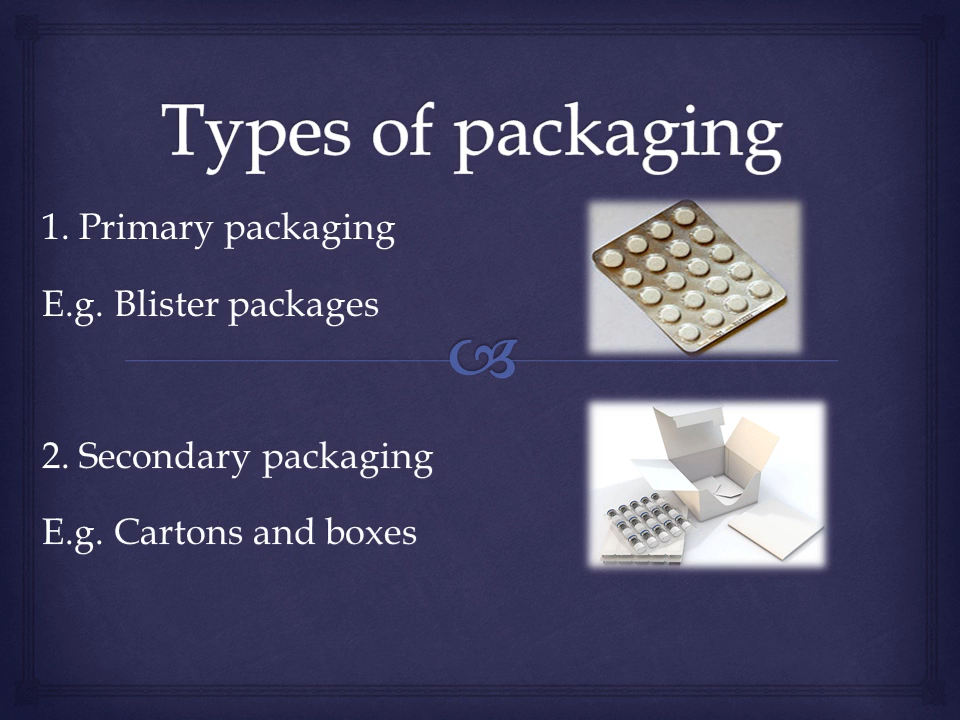 Types of packaging
1. Primary packaging
E.g. Blister packages
2. Secondary packaging
E.g. Cartons and boxes